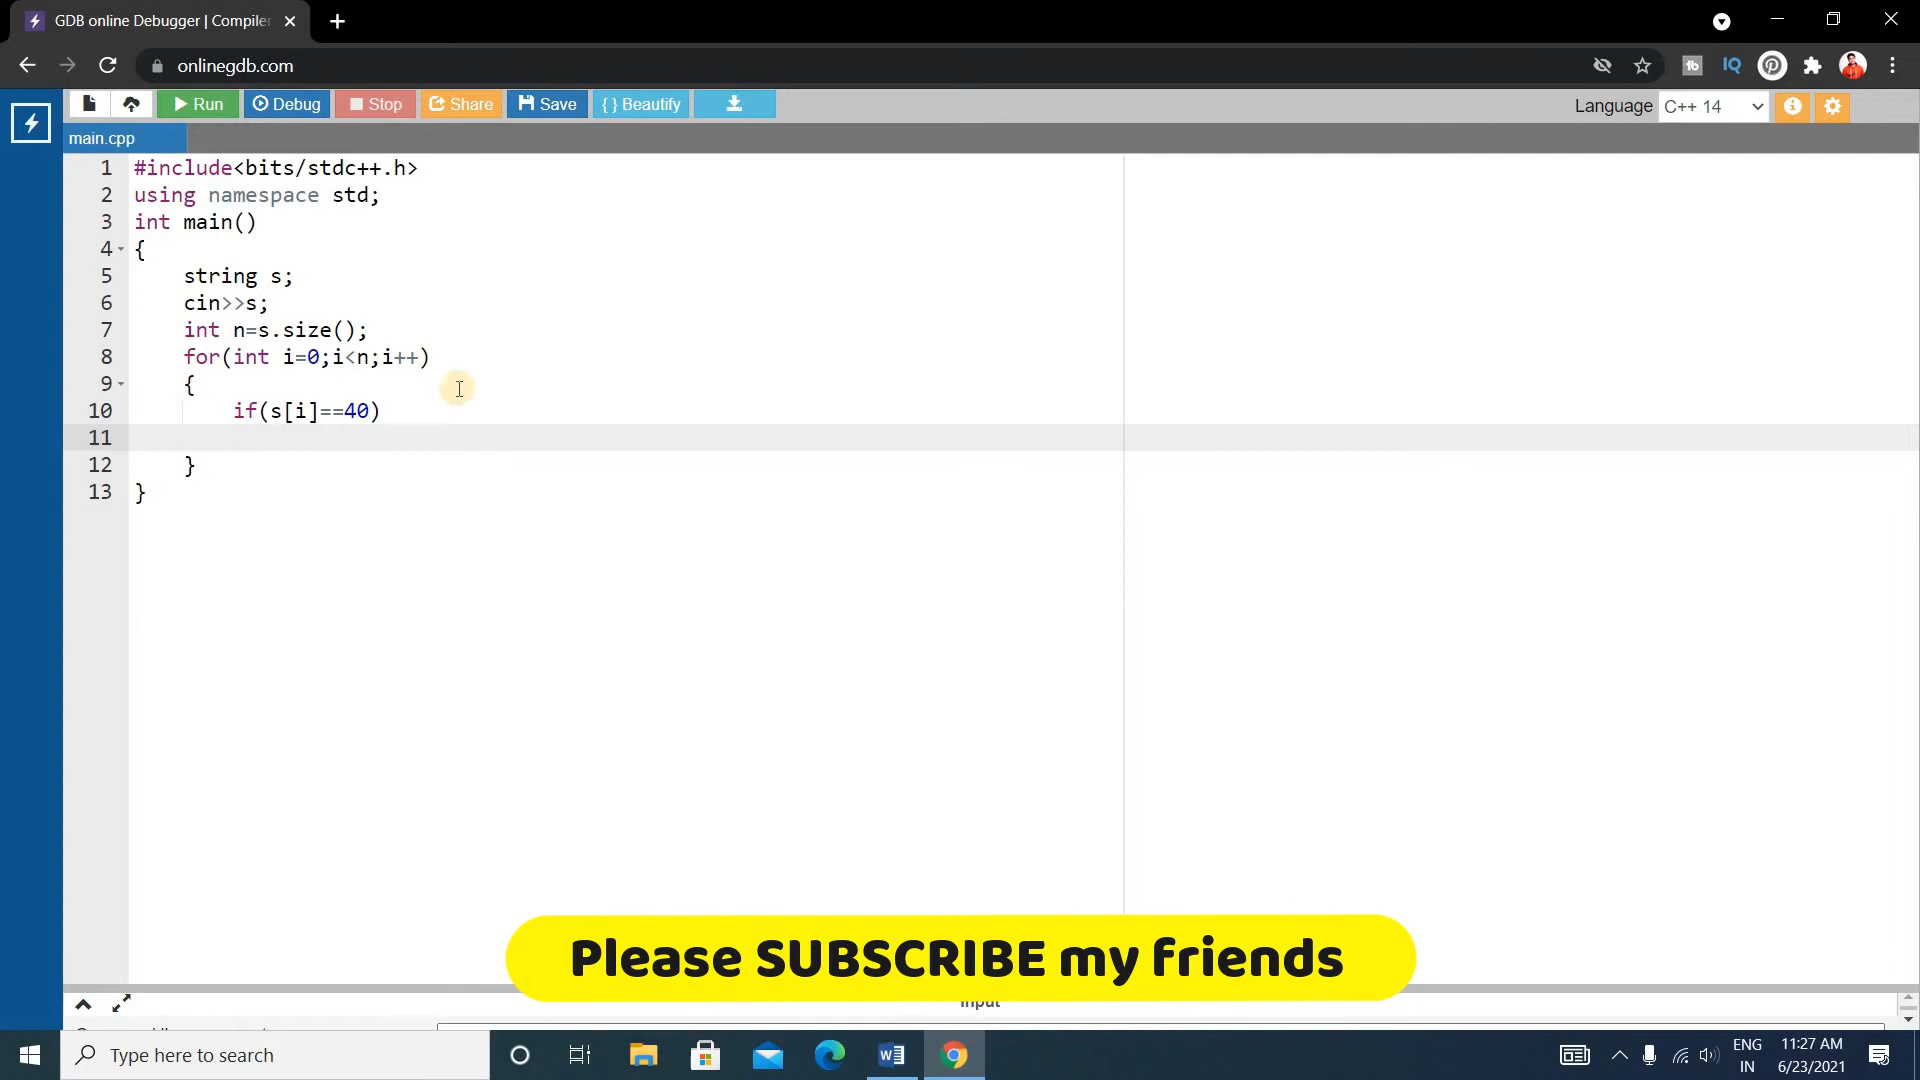 GDB online Debugger | Compiler
onlinegdb.com
Run Debug Stop Share Save { } Beautify Language C++ 14
main.cpp
1 #include<bits/stdc++.h>
2 using namespace std;
3 int main()
4 {
5 string s;
6 cin>>s;
7 int n=s.size();
8 for(int i=0;i<n;i++)
9 {
10 if(s[i]==40)
11
12 }
13 }
Please SUBSCRIBE my friends
input
Type here to search
ENG 11:27 AM
IN 6/23/2021